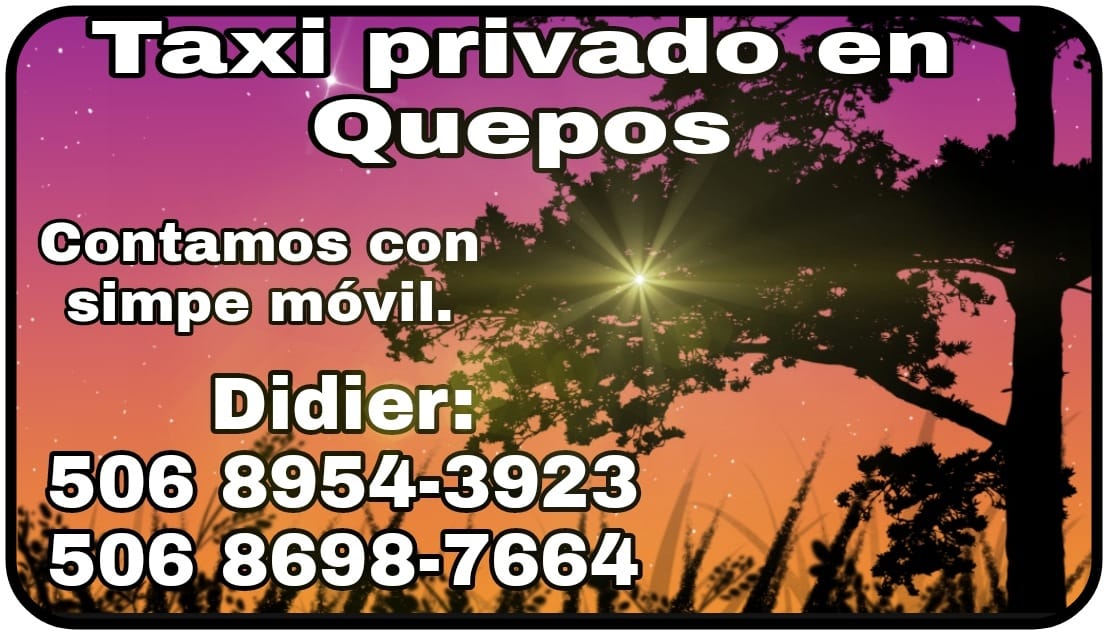 Taxi privado en
Quepos
Contamos con
simpe móvil.
Didier:
506 8954-3923
506 8698-7664